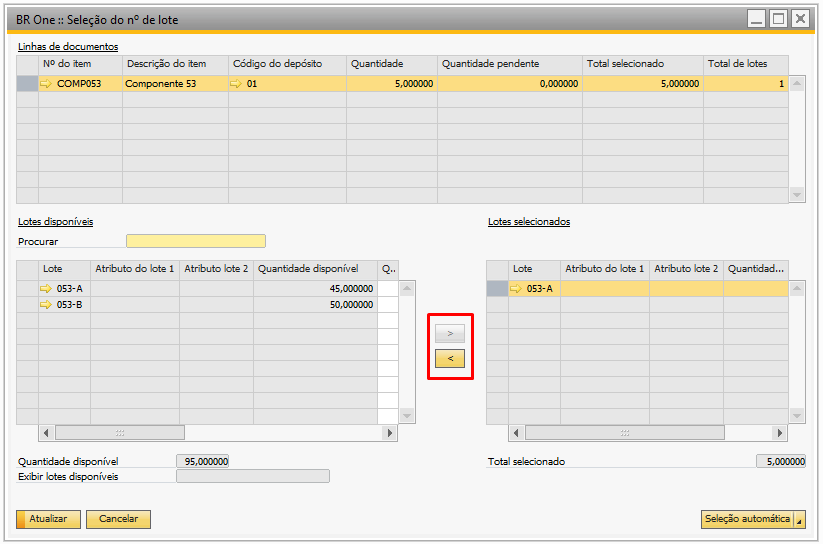 BR One :: Seleção do nº de lote
Linhas de documentos
Nº do item Descrição do item Código do depósito Quantidade Quantidade pendente Total selecionado Total de lotes
COMP053 Componente 53 01 5,000000 0,000000 5,000000 1
Lotes disponíveis Lotes selecionados
Procurar
Lote Atributo do lote 1 Atributo lote 2 Quantidade disponível Q.. Lote Atributo do lote 1 Atributo lote 2 Quantidad...
053-A 45,000000 053-A
053-B 50,000000
>
<
Quantidade disponível 95,000000 Total selecionado 5,000000
Exibir lotes disponíveis
Atualizar Cancelar Seleção automática